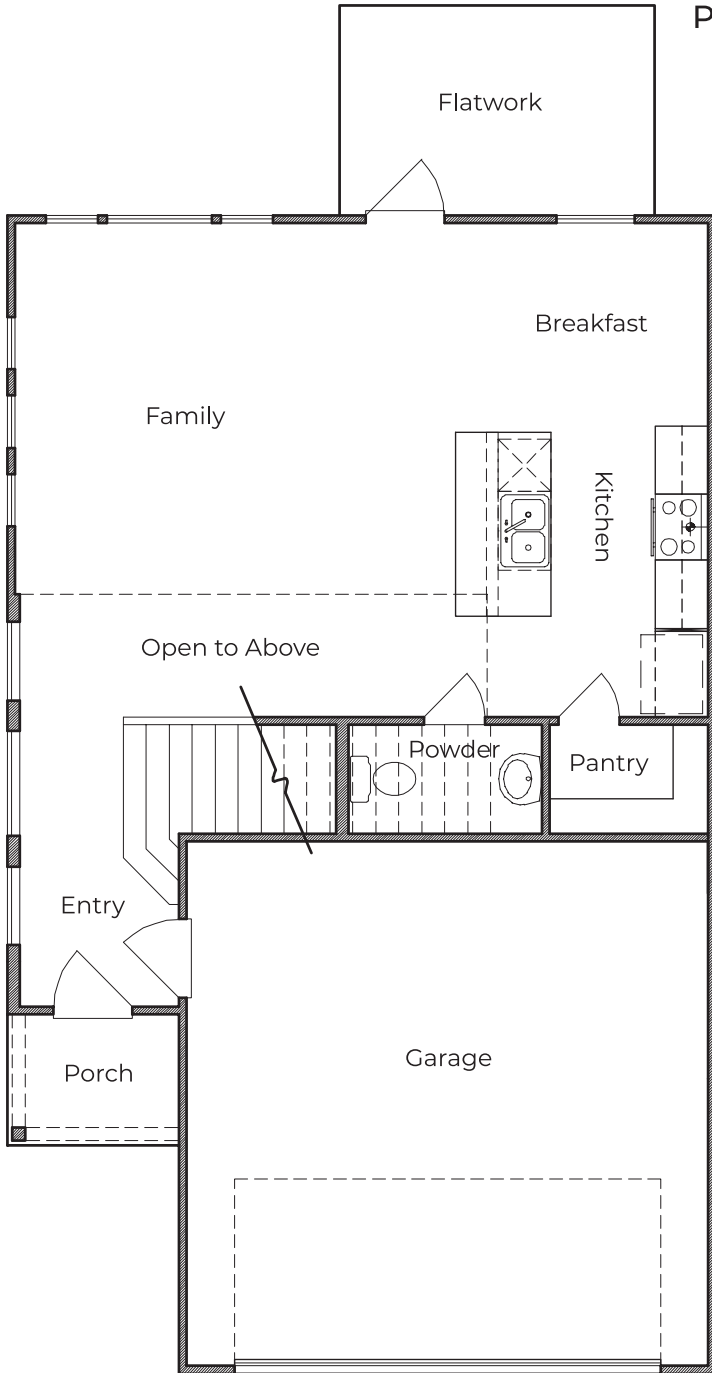 P
Flatwork
Breakfast
Family
Kitchen
Open to Above
Powder
Pantry
Entry
Porch
Garage